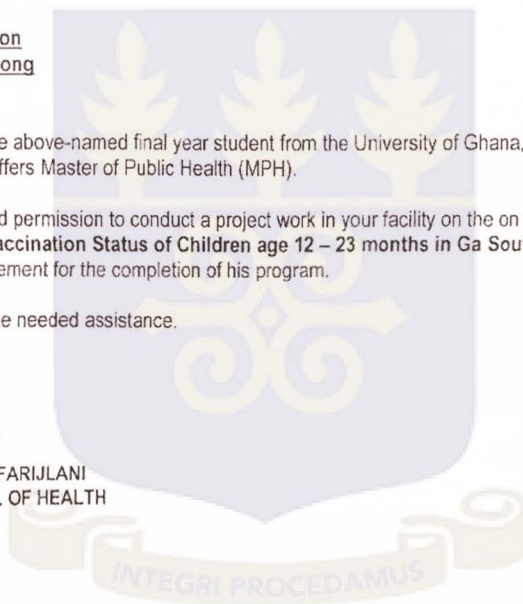 on
ong
e above-named final year student from the University of Ghana,
ffers Master of Public Health (MPH).
d permission to conduct a project work in your facility on the on
accination Status of Children age 12 – 23 months in Ga Sou
ement for the completion of his program.
e needed assistance.
FARIJLANI
OF HEALTH
INTEGRI PROCEDAMUS